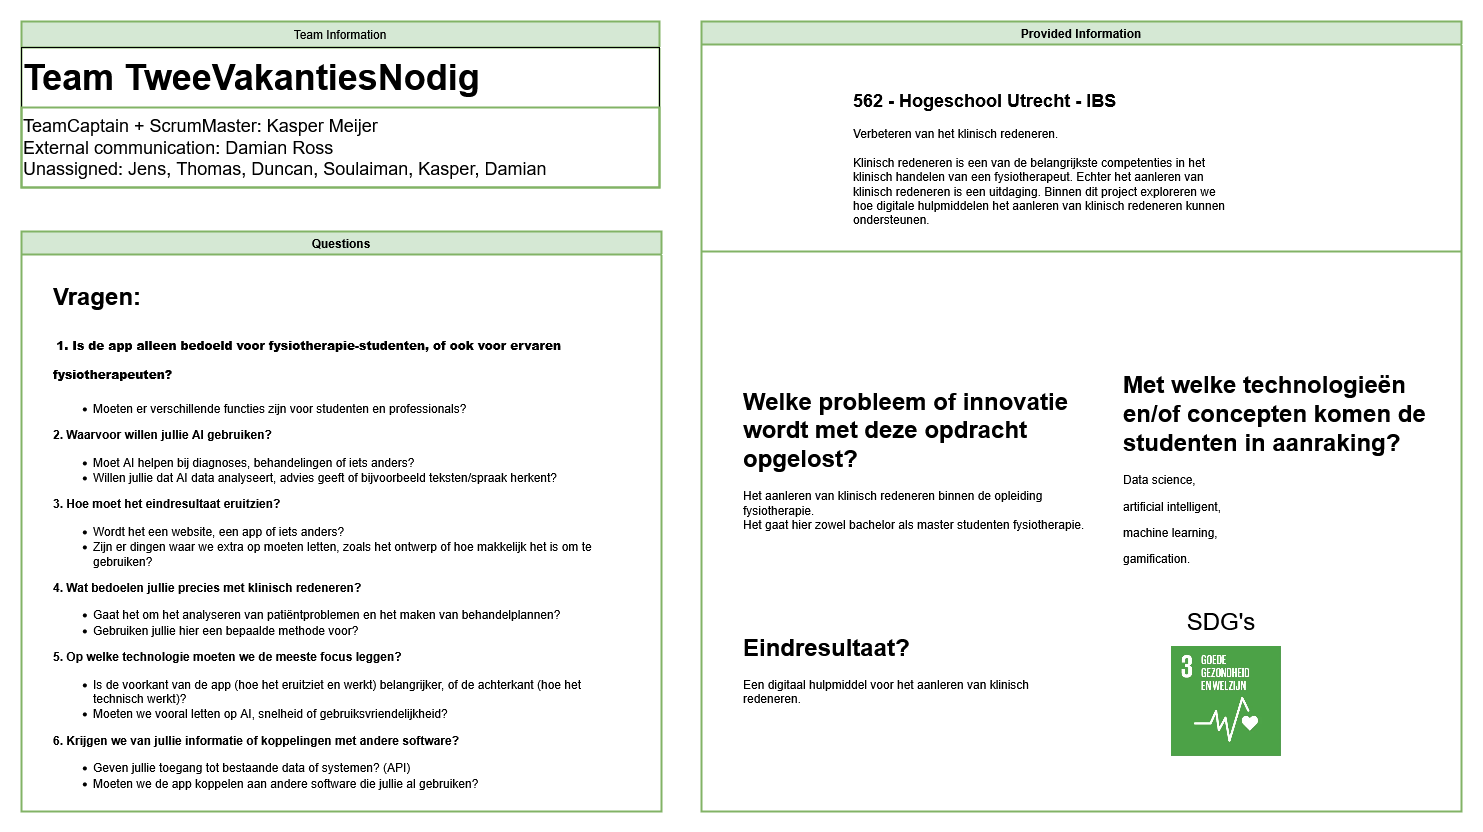 Team Information
Team TweeVakantiesNodig
TeamCaptain + ScrumMaster: Kasper Meijer
External communication: Damian Ross
Unassigned: Jens, Thomas, Duncan, Soulaiman, Kasper, Damian
Questions
Vragen:
1. Is de app alleen bedoeld voor fysiotherapie-studenten, of ook voor ervaren
fysiotherapeuten?
• Moeten er verschillende functies zijn voor studenten en professionals?
2. Waarvoor willen jullie AI gebruiken?
• Moet AI helpen bij diagnoses, behandelingen of iets anders?
• Willen jullie dat AI data analyseert, advies geeft of bijvoorbeeld teksten/spraak herkent?
3. Hoe moet het eindresultaat eruitzien?
• Wordt het een website, een app of iets anders?
• Zijn er dingen waar we extra op moeten letten, zoals het ontwerp of hoe makkelijk het is om te
gebruiken?
4. Wat bedoelen jullie precies met klinisch redeneren?
• Gaat het om het analyseren van patiëntproblemen en het maken van behandelplannen?
• Gebruiken jullie hier een bepaalde methode voor?
5. Op welke technologie moeten we de meeste focus leggen?
• Is de voorkant van de app (hoe het eruitziet en werkt) belangrijker, of de achterkant (hoe het
technisch werkt)?
• Moeten we vooral letten op AI, snelheid of gebruiksvriendelijkheid?
6. Krijgen we van jullie informatie of koppelingen met andere software?
• Geven jullie toegang tot bestaande data of systemen? (API)
• Moeten we de app koppelen aan andere software die jullie al gebruiken?
Provided Information
562 - Hogeschool Utrecht - IBS
Verbeteren van het klinisch redeneren.
Klinisch redeneren is een van de belangrijkste competenties in het
klinisch handelen van een fysiotherapeut. Echter het aanleren van
klinisch redeneren is een uitdaging. Binnen dit project exploreren we
hoe digitale hulpmiddelen het aanleren van klinisch redeneren kunnen
ondersteunen.
Welke probleem of innovatie
wordt met deze opdracht
opgelost?
Het aanleren van klinisch redeneren binnen de opleiding
fysiotherapie.
Het gaat hier zowel bachelor als master studenten fysiotherapie.
Met welke technologieën
en/of concepten komen de
studenten in aanraking?
Data science,
artificial intelligent,
machine learning,
gamification.
Eindresultaat?
Een digitaal hulpmiddel voor het aanleren van klinisch
redeneren.
SDG's
3 GOEDE
GEZONDHEID
EN WELZIJN